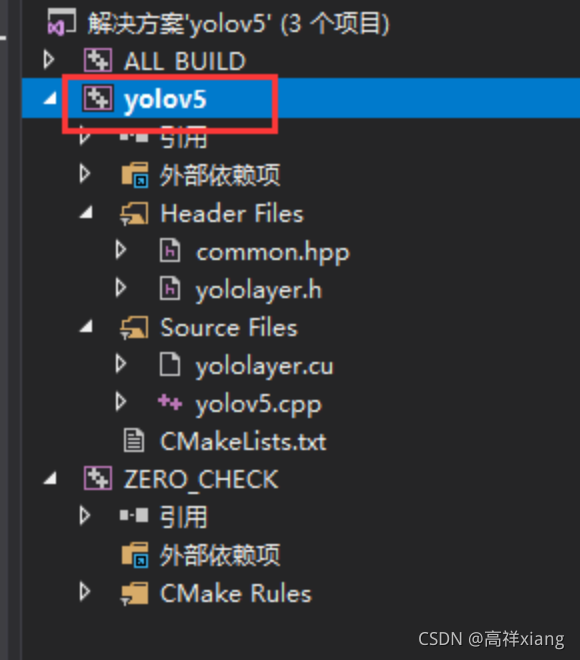 解决方案'yolov5' (3 个项目)
ALL_BUILD
yolov5
引用
外部依赖项
Header Files
common.hpp
yololayer.h
Source Files
yololayer.cu
yolov5.cpp
CMakeLists.txt
ZERO_CHECK
引用
外部依赖项
CMake Rules
CSDN @高祥xiang